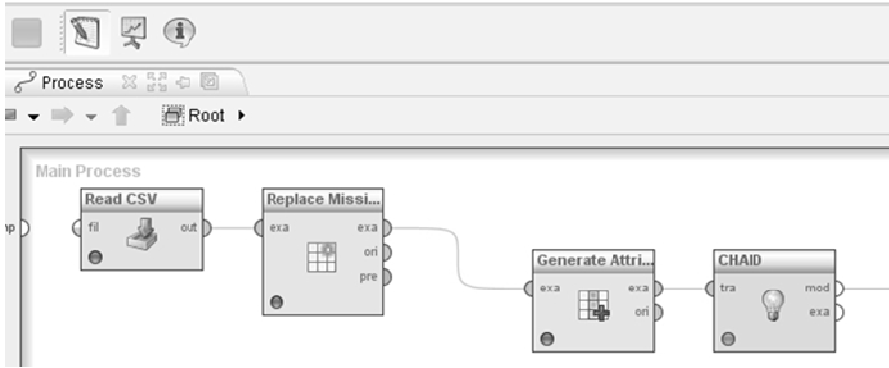 Process
Root
Main Process
Read CSV
fil out
Replace Missi...
exa exa
ori
pre
Generate Attri...
exa exa
ori
CHAID
tra mod
exa